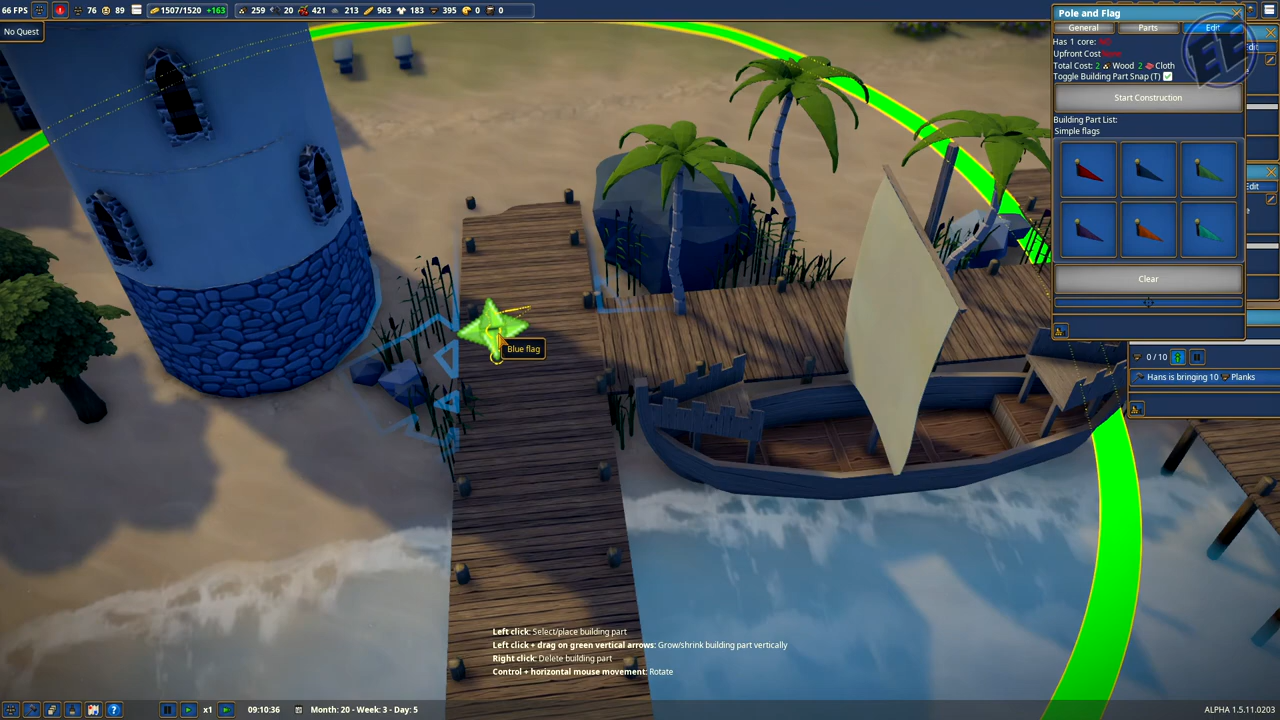 66 FPS
76
89
1507/1520 +163
259
20
421
213
963
183
395
0
0
No Quest
Pole and Flag
General
Parts
Edit
Has 1 core:
Upfront Cost
Total Cost: 2 Wood 2 Cloth
Toggle Building Part Snap (T)
Start Construction
Building Part List:
Simple flags
Clear
Edit
0 / 10
Hans is bringing 10 Planks
Blue flag
Left click: Select/place building part
Left click + drag on green vertical arrows: Grow/shrink building part vertically
Right click: Delete building part
Control + horizontal mouse movement: Rotate
x1
09:10:36
Month: 20 - Week: 3 - Day: 5
ALPHA 1.5.11.0203